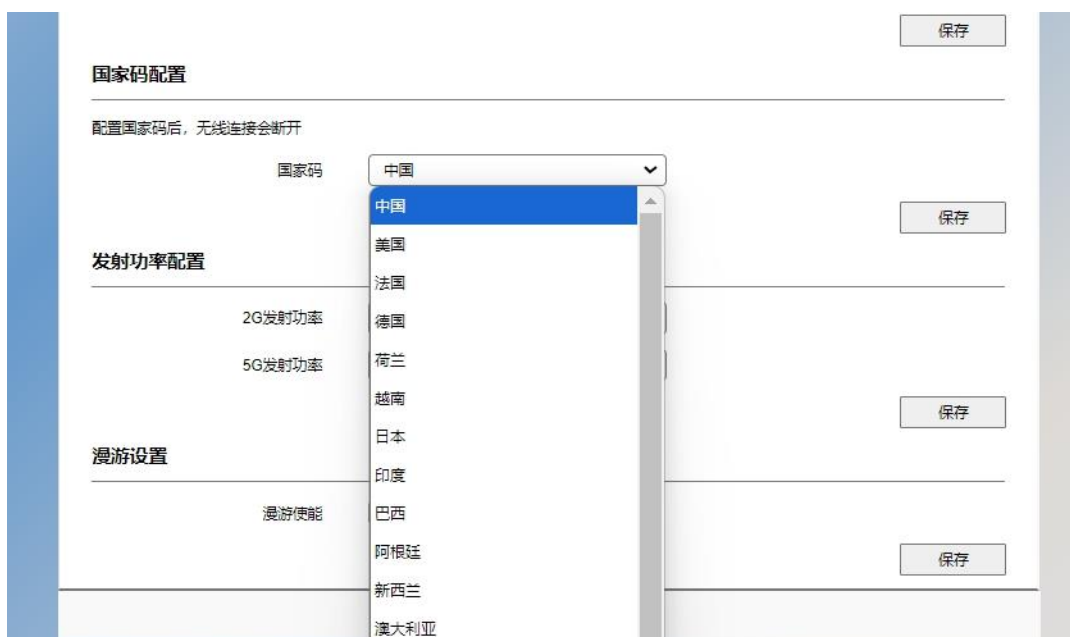 保存
国家码配置
配置国家码后，无线连接会断开
国家码 中国
中国
保存
美国
发射功率配置
法国
2G发射功率
德国
5G发射功率
荷兰
越南
保存
日本
漫游设置
印度
漫游使能
巴西
阿根廷
保存
新西兰
澳大利亚